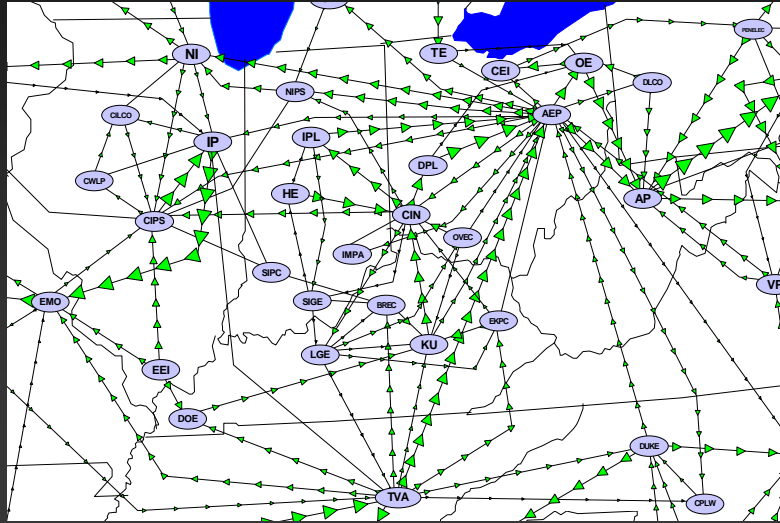 PENELEC
NI
TE
CEI
OE
DLCO
NIPS
CILCO
AEP
IPL
IP
DPL
CWLP
HE
AP
CIPS
CIN
OVEC
IMPA
SIPC
VP
EMO
SIGE
BREC
EKPC
LGE
KU
EEI
DOE
DUKE
TVA
CPLW